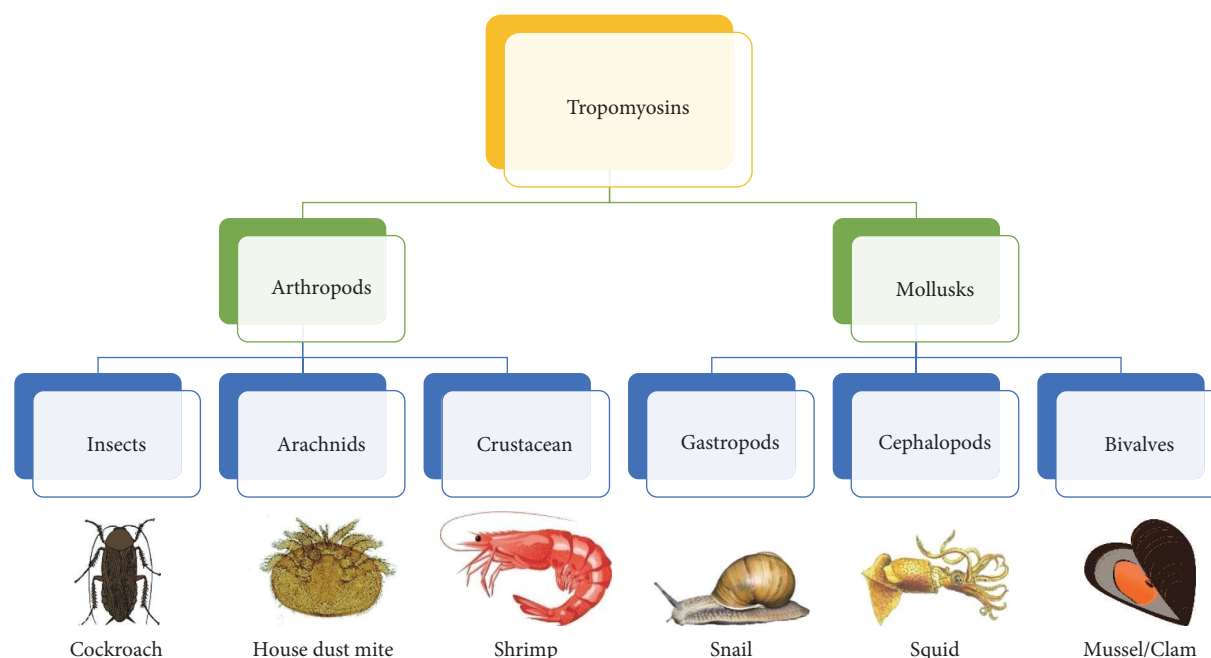 Tropomyosins
Arthropods
Mollusks
Insects
Arachnids
Crustacean
Gastropods
Cephalopods
Bivalves
Cockroach
House dust mite
Shrimp
Snail
Squid
Mussel/Clam